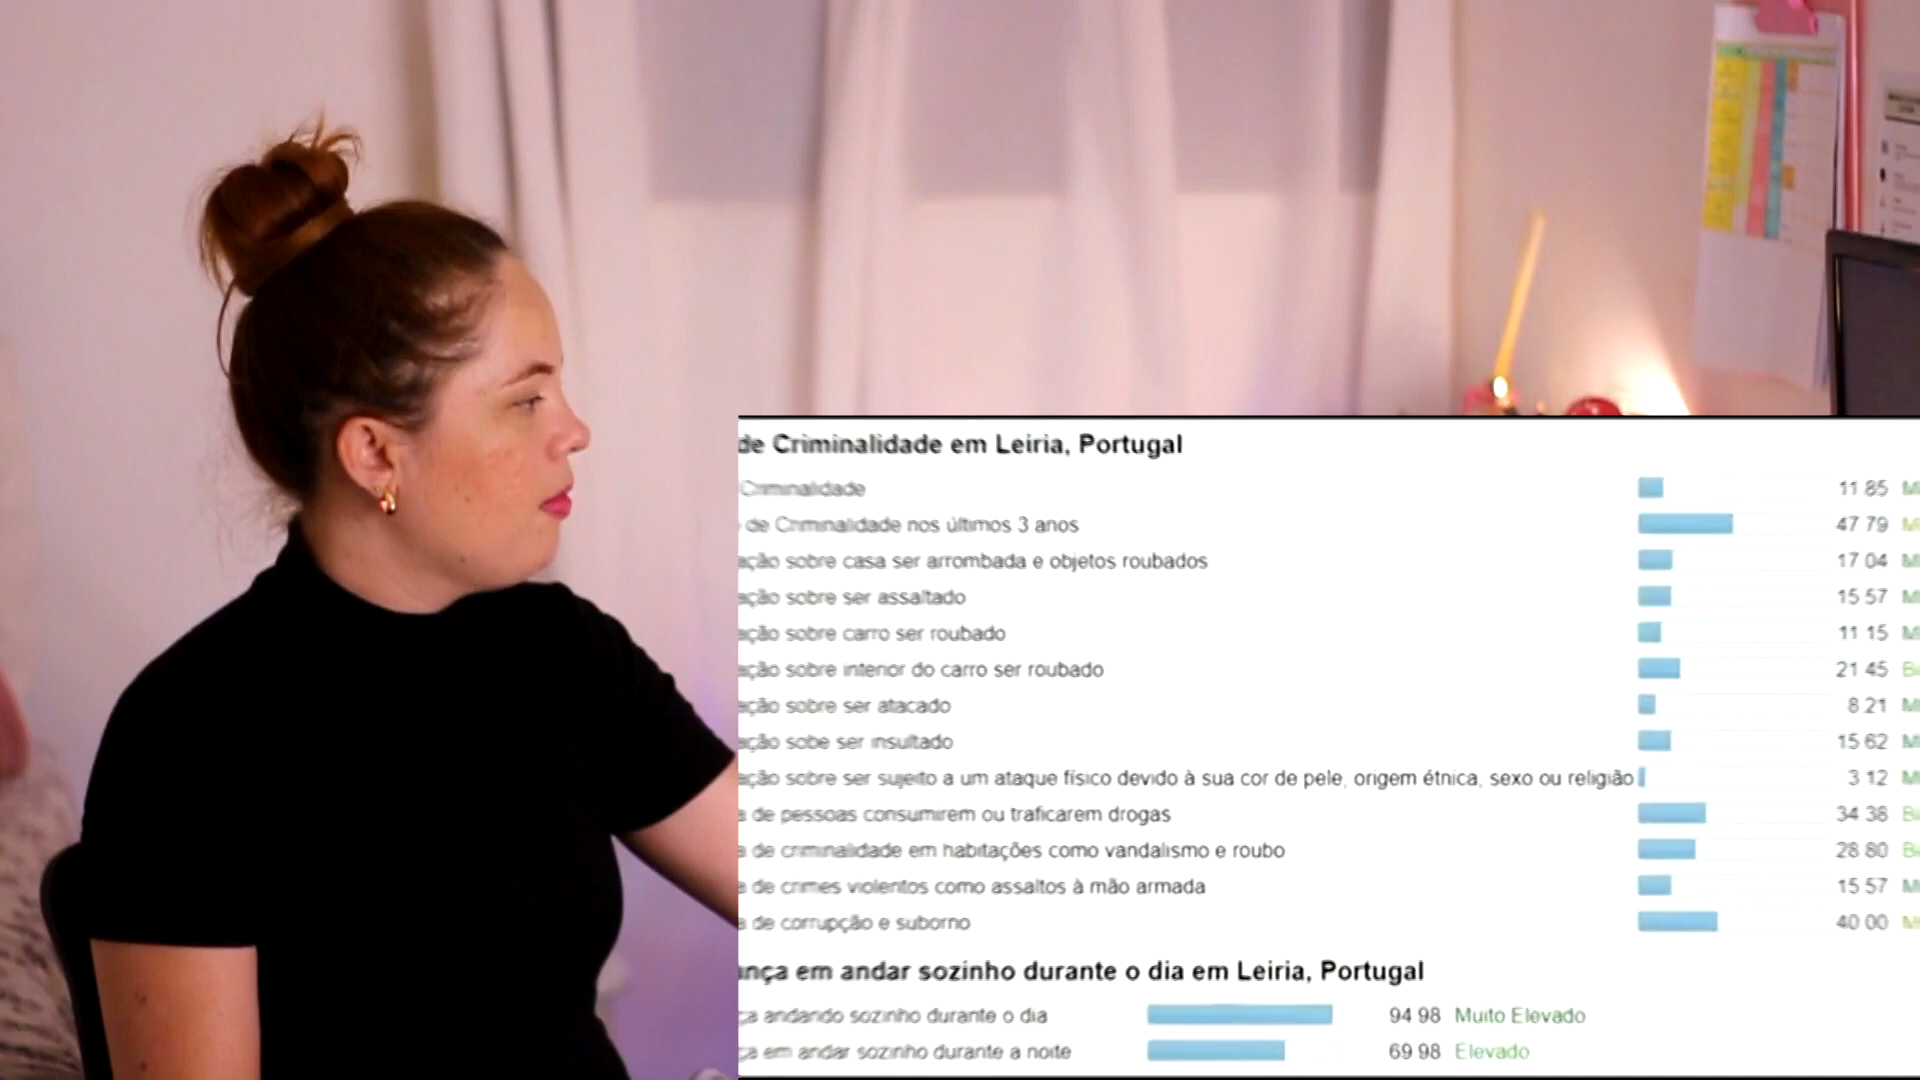 de Criminalidade em Leiria, Portugal
Criminalidade 11 85
de Criminalidade nos últimos 3 anos 47 79
ação sobre casa ser arrombada e objetos roubados 17 04
ação sobre ser assaltado 15 57
ação sobre carro ser roubado 11 15
ação sobre interior do carro ser roubado 21 45
ação sobre ser atacado 8 21
ação sobe ser insultado 15 62
ação sobre ser sujeito a um ataque físico devido à sua cor de pele, origem étnica, sexo ou religião 3 12
de pessoas consumirem ou traficarem drogas 34 38
de criminalidade em habitações como vandalismo e roubo 28 80
de crimes violentos como assaltos à mão armada 15 57
de corrupção e suborno 40 00
ança em andar sozinho durante o dia em Leiria, Portugal
ça andando sozinho durante o dia 94 98 Muito Elevado
ça em andar sozinho durante a noite 69 98 Elevado